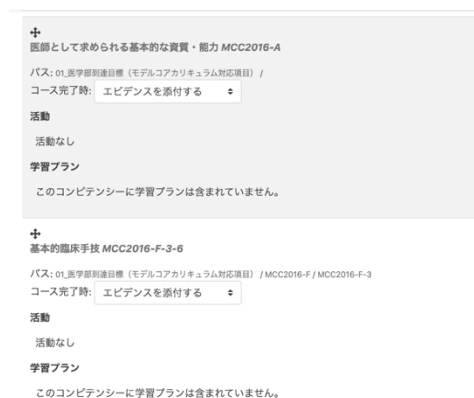 医師として求められる基本的な資質・能力 MCC2016-A
パス: 01_医学部到達目標（モデルコアカリキュラム対応項目） /
コース完了時: エビデンスを添付する
活動
活動なし
学習プラン
このコンピテンシーに学習プランは含まれていません。
基本的臨床手技 MCC2016-F-3-6
パス: 01_医学部到達目標（モデルコアカリキュラム対応項目） / MCC2016-F / MCC2016-F-3
コース完了時: エビデンスを添付する
活動
活動なし
学習プラン
このコンピテンシーに学習プランは含まれていません。